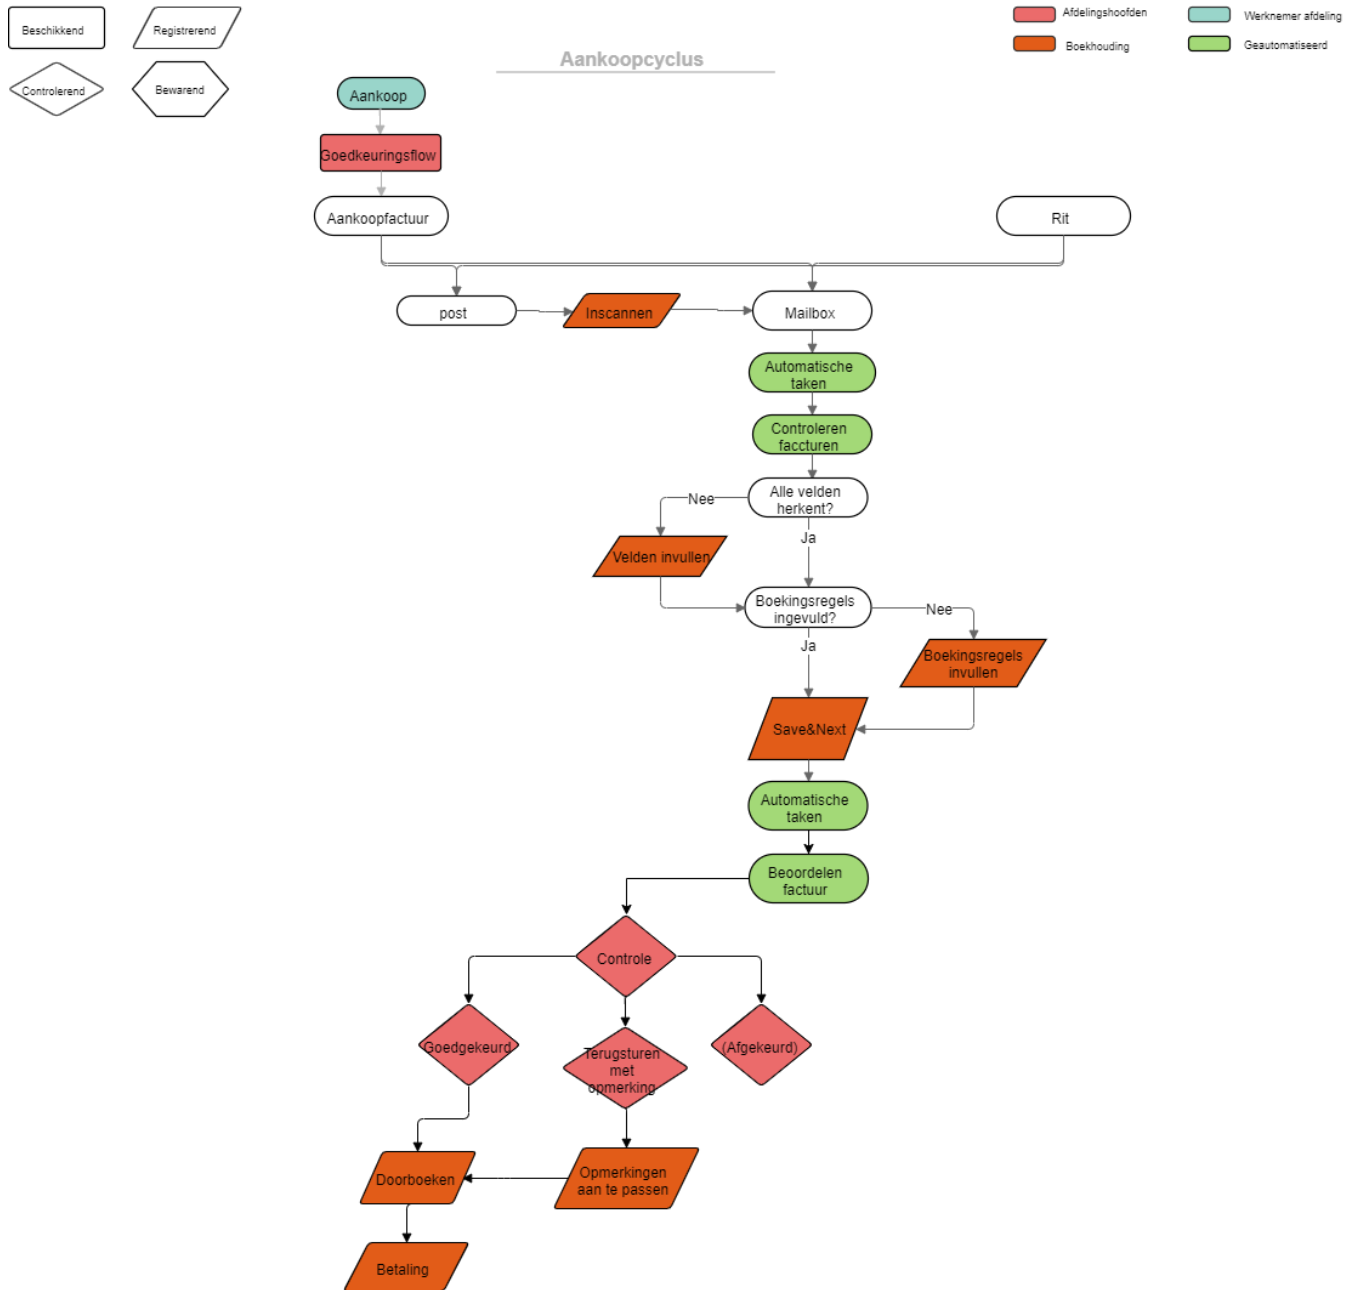 Beschikkend
Registrerend
Controlerend
Bewarend
Afdelingshoofden
Werknemer afdeling
Boekhouding
Geautomatiseerd
Aankoopcyclus
Aankoop
Goedkeuringsflow
Aankoopfactuur
Rit
post
Inscannen
Mailbox
Automatische
taken
Controleren
faccturen
Alle velden
herkent?
Nee
Ja
Velden invullen
Boekingsregels
ingevuld?
Nee
Ja
Boekingsregels
invullen
Save&Next
Automatische
taken
Beoordelen
factuur
Controle
Goedgekeurd
Terugsturen
met
opmerking
(Afgekeurd)
Doorboeken
Opmerkingen
aan te passen
Betaling